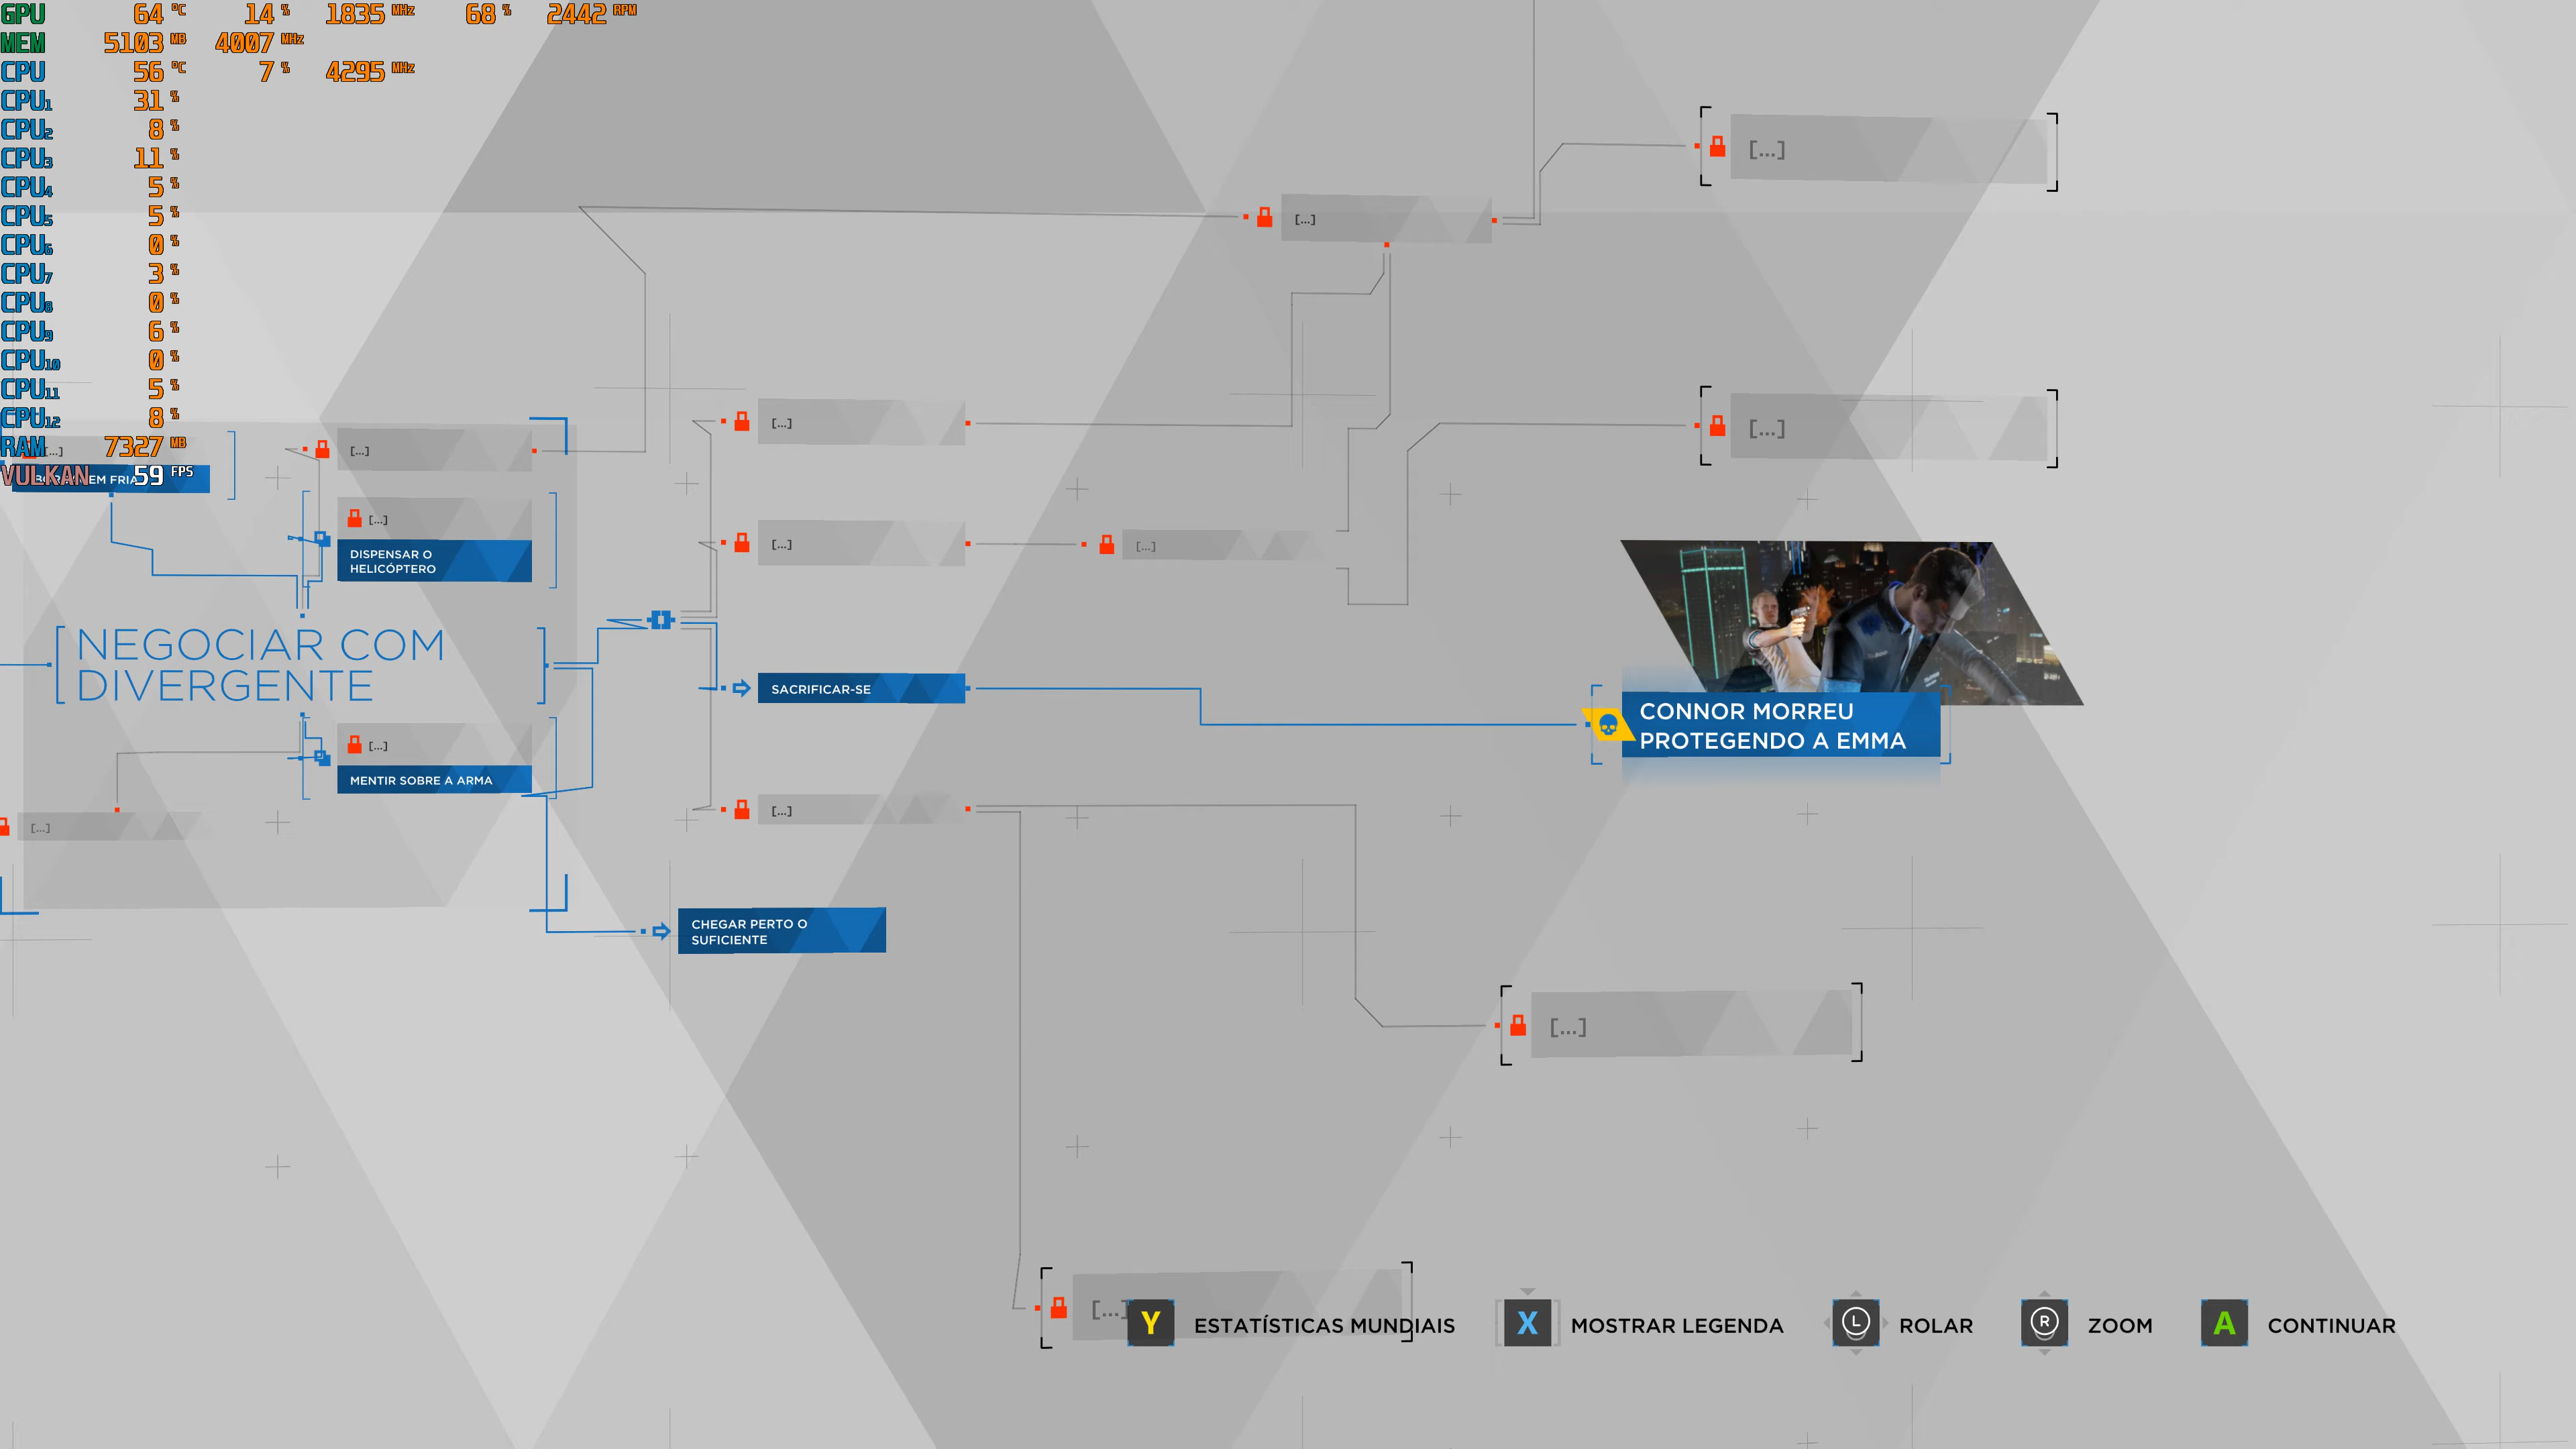 GPU 64 °C 14 % 1835 MHz 68 % 2442 RPM
MEM 5103 MB 4007 MHz
CPU 56 °C 7 % 4295 MHz
CPU1 31 %
CPU2 8 %
CPU3 11 %
CPU4 5 %
CPU5 5 %
CPU6 0 %
CPU7 3 %
CPU8 0 %
CPU9 6 %
CPU10 0 %
CPU11 5 %
CPU12 8 %
RAM 7327 MB
VULKAN 59 FPS
EM FRIA
[...]
[...]
[...]
[...]
[...]
[...]
DISPENSAR O
HELICÓPTERO
[...]
[...]
[...]
NEGOCIAR COM
DIVERGENTE
SACRIFICAR-SE
CONNOR MORREU
PROTEGENDO A EMMA
[...]
MENTIR SOBRE A ARMA
[...]
[...]
CHEGAR PERTO O
SUFICIENTE
[...]
[...]
Y ESTATÍSTICAS MUNDIAIS
X MOSTRAR LEGENDA
L ROLAR
R ZOOM
A CONTINUAR